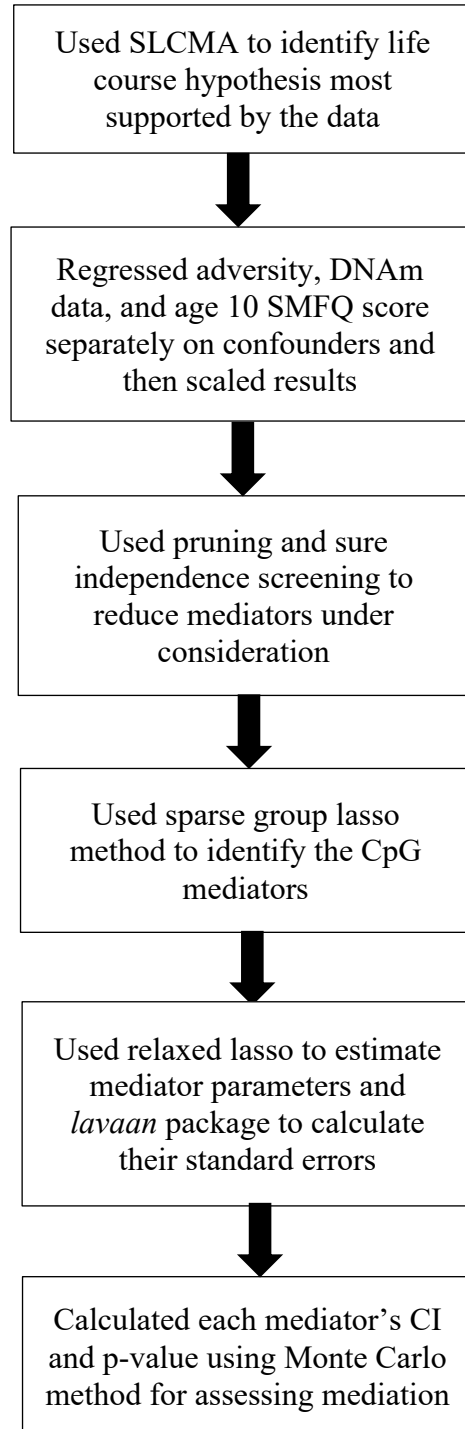 Used SLCMA to identify life
course hypothesis most
supported by the data
Regressed adversity, DNAm
data, and age 10 SMFQ score
separately on confounders and
then scaled results
Used pruning and sure
independence screening to
reduce mediators under
consideration
Used sparse group lasso
method to identify the CpG
mediators
Used relaxed lasso to estimate
mediator parameters and
lavaan package to calculate
their standard errors
Calculated each mediator’s CI
and p-value using Monte Carlo
method for assessing mediation